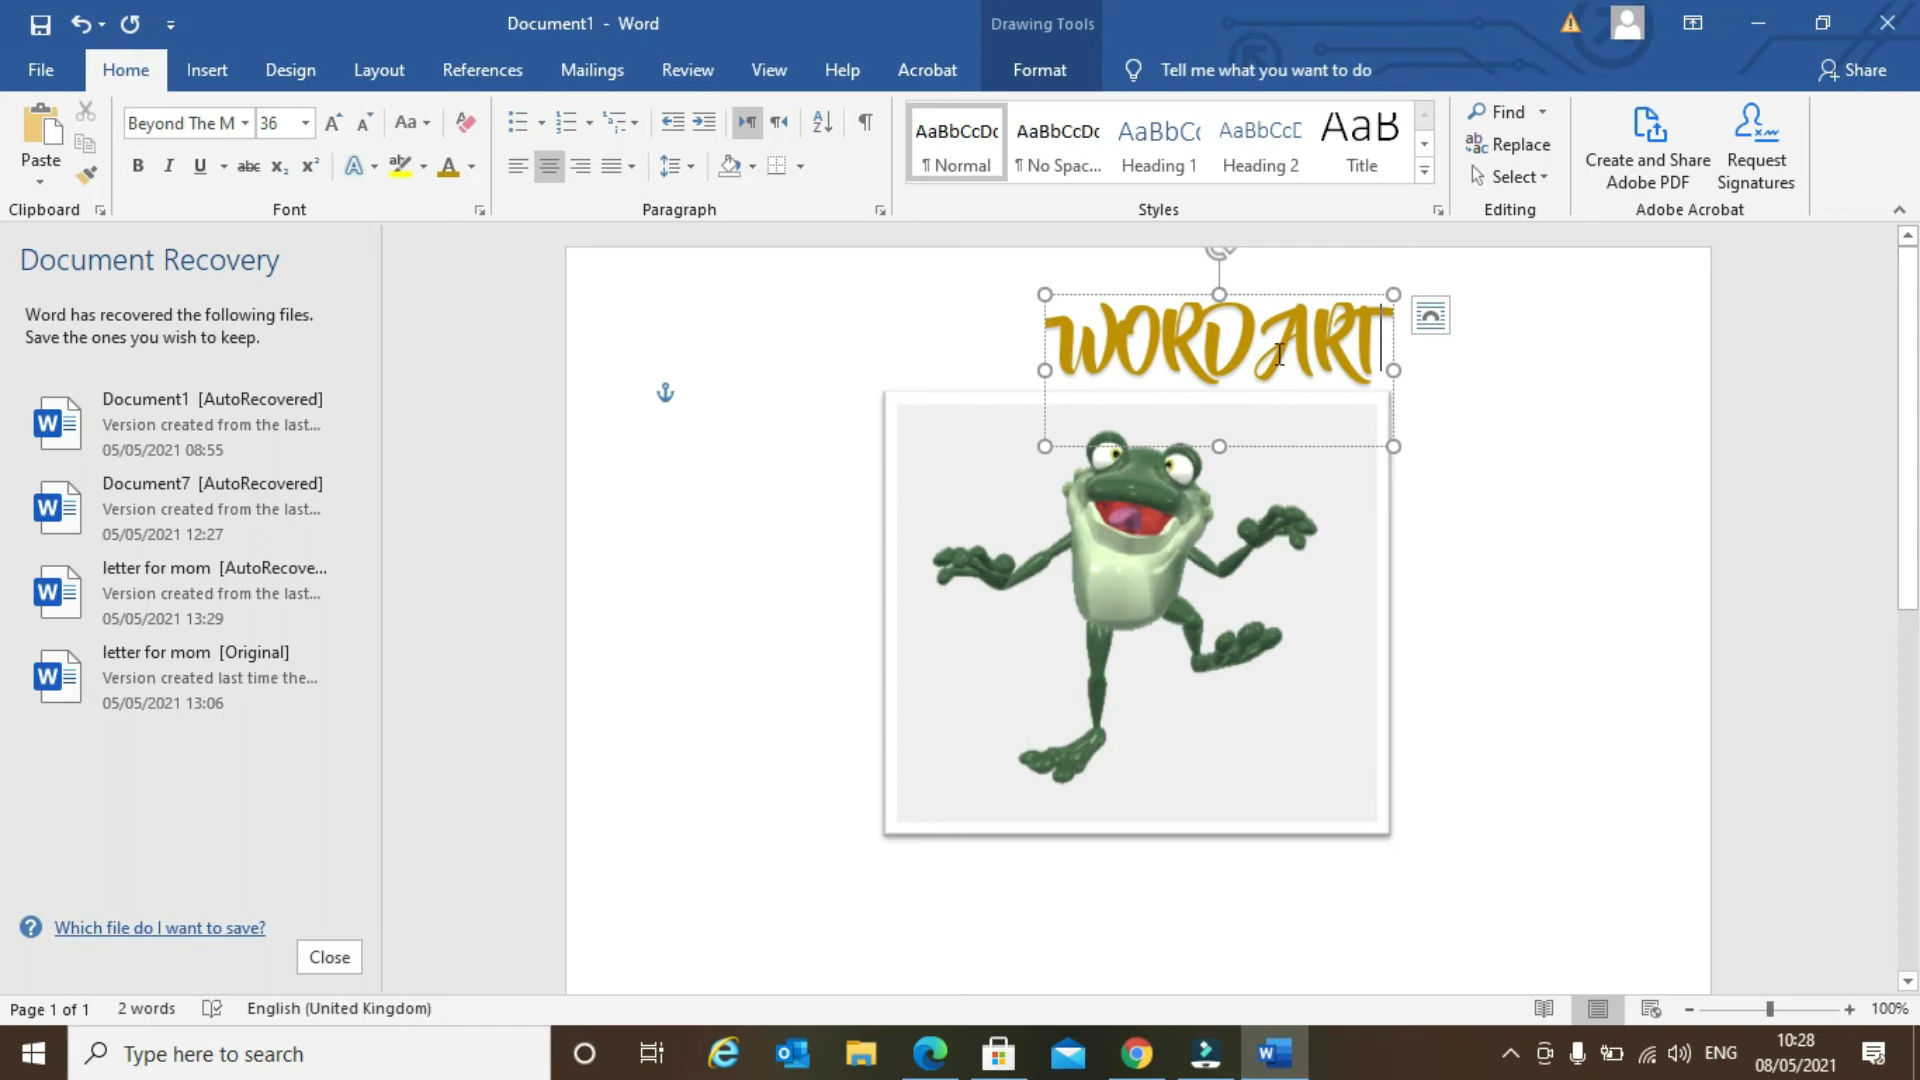 Document1 - Word
Drawing Tools
File Home Insert Design Layout References Mailings Review View Help Acrobat Format Tell me what you want to do Share
Paste
Beyond The M 36
Aa
B I U abc x₂ x² A ab A
AaBbCcDc AaBbCcDc AaBbCc AaBbCcD AaB
¶ Normal ¶ No Spac... Heading 1 Heading 2 Title
Find
Replace
Select
Create and Share Adobe PDF
Request Signatures
Clipboard Font Paragraph Styles Editing Adobe Acrobat
Document Recovery
Word has recovered the following files.
Save the ones you wish to keep.
Document1 [AutoRecovered]
Version created from the last...
05/05/2021 08:55
Document7 [AutoRecovered]
Version created from the last...
05/05/2021 12:27
letter for mom [AutoRecove...
Version created from the last...
05/05/2021 13:29
letter for mom [Original]
Version created last time the...
05/05/2021 13:06
Which file do I want to save?
Close
WORD ART
Page 1 of 1 2 words English (United Kingdom) 100%
Type here to search
ENG
10:28
08/05/2021